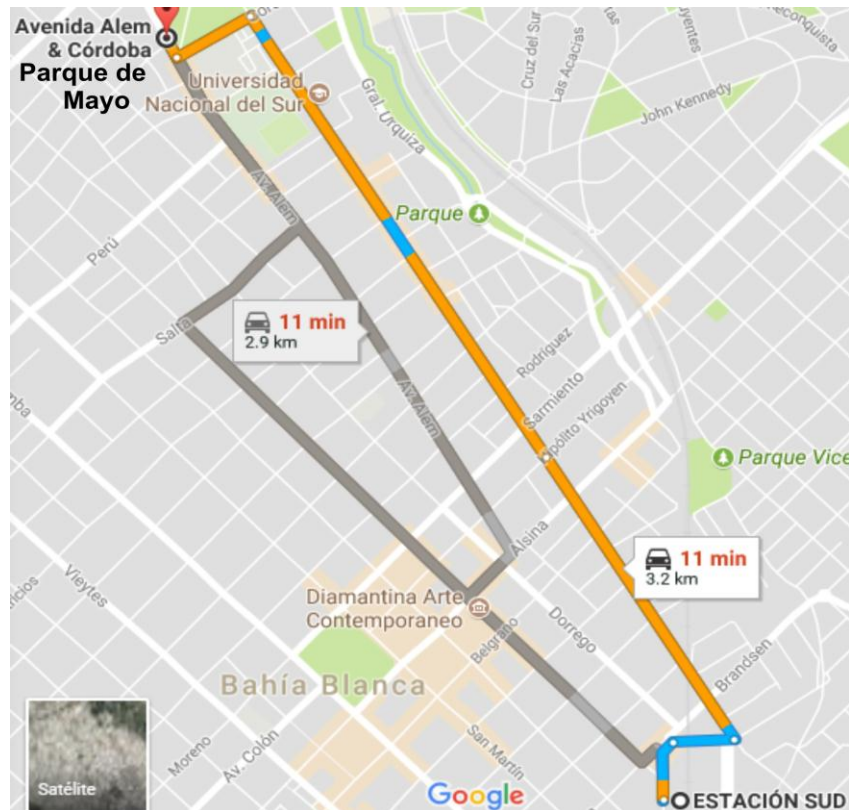 Avenida Alem
& Córdoba
Parque de
Mayo
Universidad
Nacional del Sur
Gral. Urquiza
Cruz del Sur
Las Acacias
John Kennedy
Av. Alem
Parque
Perú
Salta
11 min
2.9 km
Av. Alem
Rodríguez
Sarmiento
Hipólito Yrigoyen
Parque Vice
Alsina
11 min
3.2 km
Vieytes
Diamantina Arte
Contemporaneo
Belgrano
Dorrego
Brandsen
Bahía Blanca
San Martín
Moreno
Av. Colón
Satélite
Google
ESTACIÓN SUD